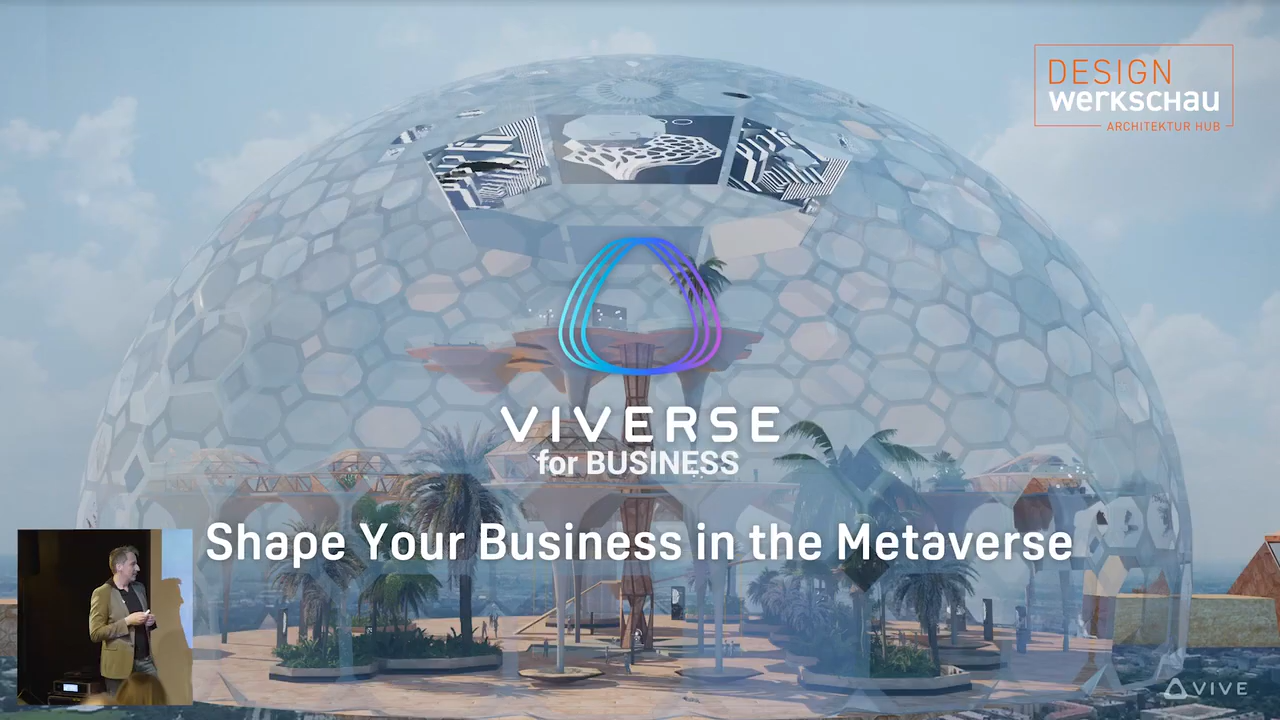 DESIGN
werkschau
ARCHITEKTUR HUB
VIVERSE
for BUSINESS
Shape Your Business in the Metaverse
VIVE